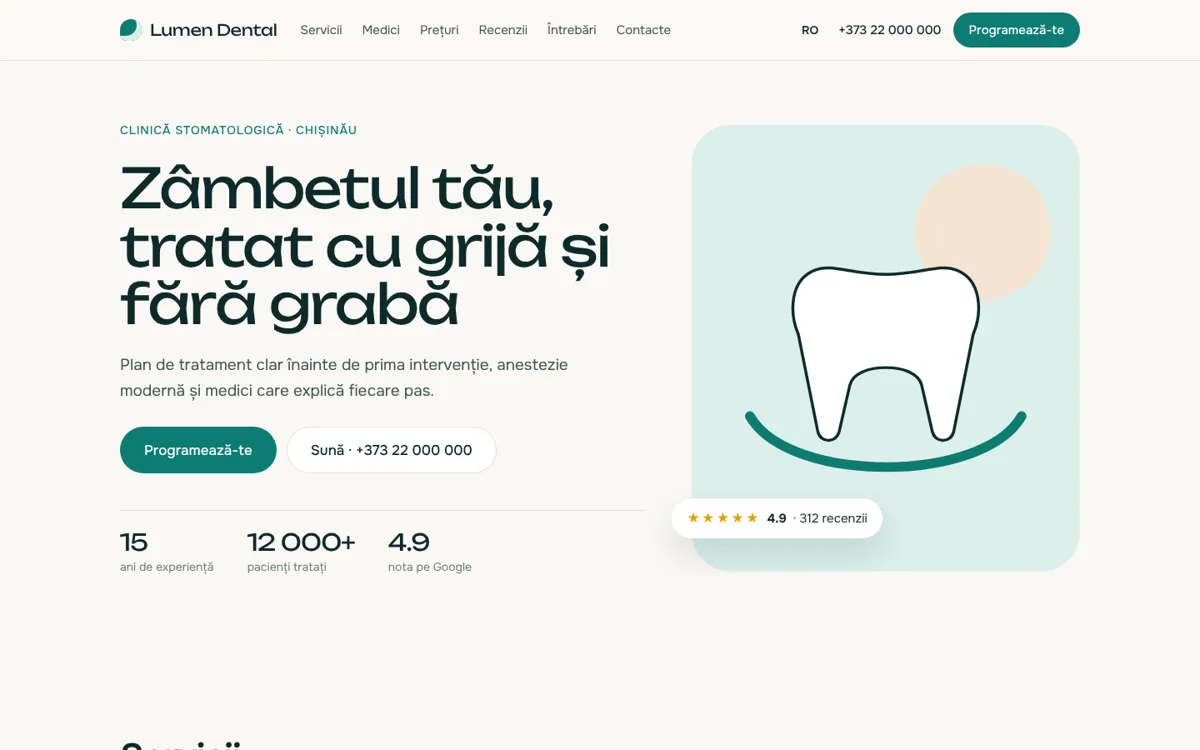 Lumen Dental
Servicii
Medici
Prețuri
Recenzii
Întrebări
Contacte
RO
+373 22 000 000
Programează-te
CLINICĂ STOMATOLOGICĂ · CHIȘINĂU
Zâmbetul tău,
tratat cu grijă și
fără grabă
Plan de tratament clar înainte de prima intervenție, anestezie
modernă și medici care explică fiecare pas.
Programează-te
Sună · +373 22 000 000
★★★★★ 4.9 · 312 recenzii
15
ani de experiență
12 000+
pacienți tratați
4.9
nota pe Google